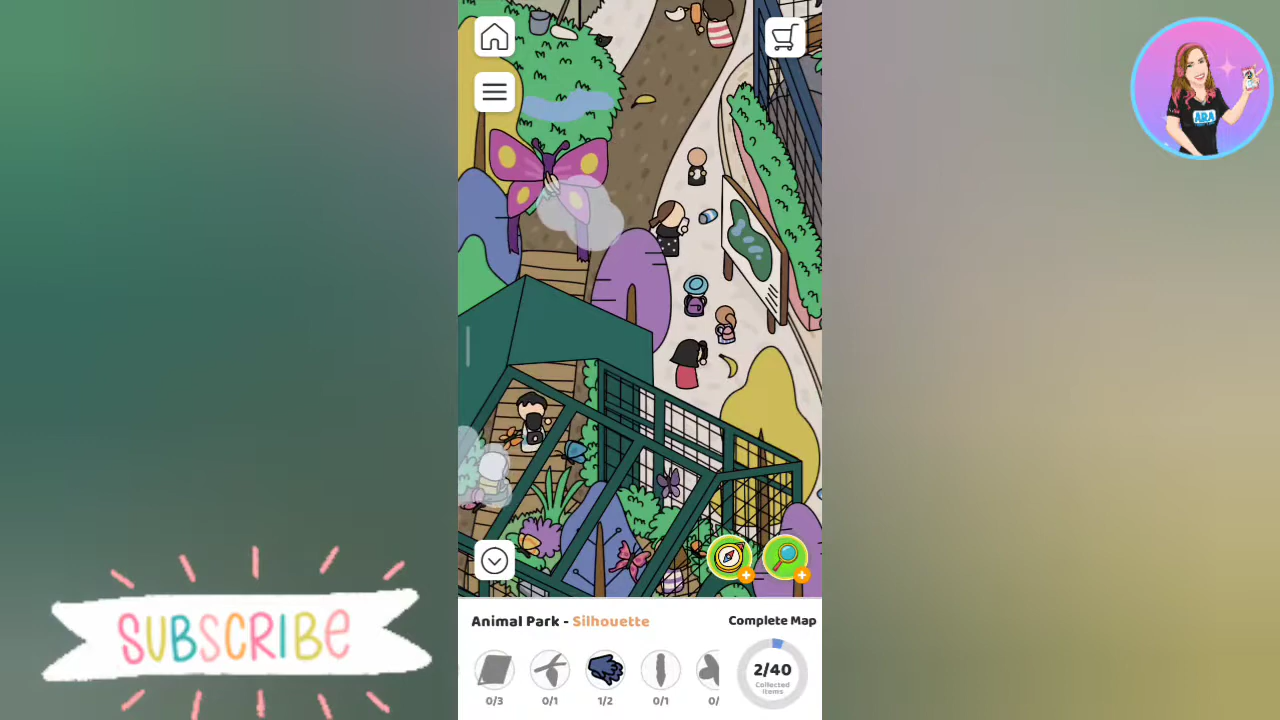 ARA
SUBSCRIBE
Animal Park - Silhouette
Complete Map
0/3
0/1
1/2
0/1
0/
2/40
Collected
Items